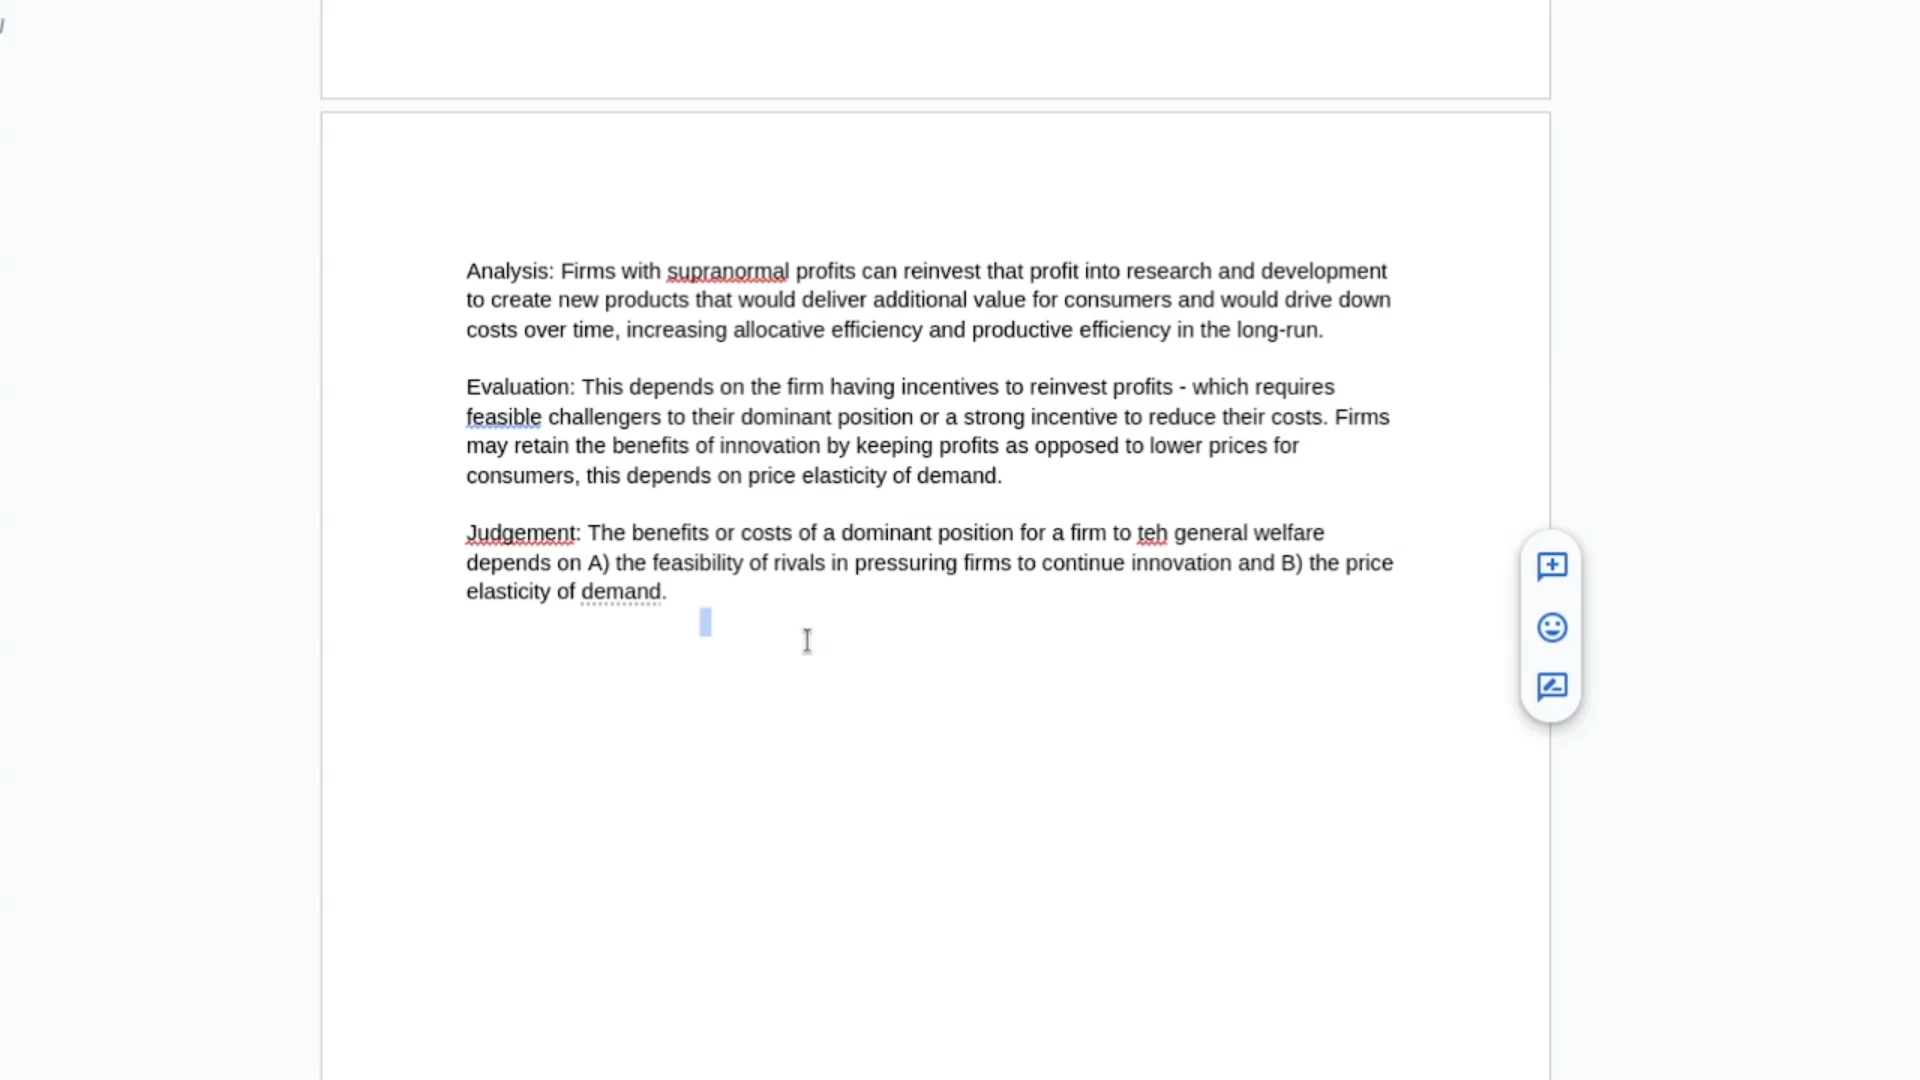 Analysis: Firms with supranormal profits can reinvest that profit into research and development
to create new products that would deliver additional value for consumers and would drive down
costs over time, increasing allocative efficiency and productive efficiency in the long-run.
Evaluation: This depends on the firm having incentives to reinvest profits - which requires
feasible challengers to their dominant position or a strong incentive to reduce their costs. Firms
may retain the benefits of innovation by keeping profits as opposed to lower prices for
consumers, this depends on price elasticity of demand.
Judgement: The benefits or costs of a dominant position for a firm to teh general welfare
depends on A) the feasibility of rivals in pressuring firms to continue innovation and B) the price
elasticity of demand.